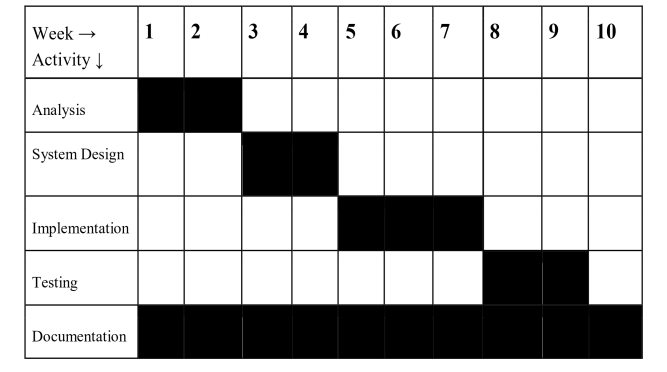 Week → 1 2 3 4 5 6 7 8 9 10
Activity ↓
Analysis
System Design
Implementation
Testing
Documentation